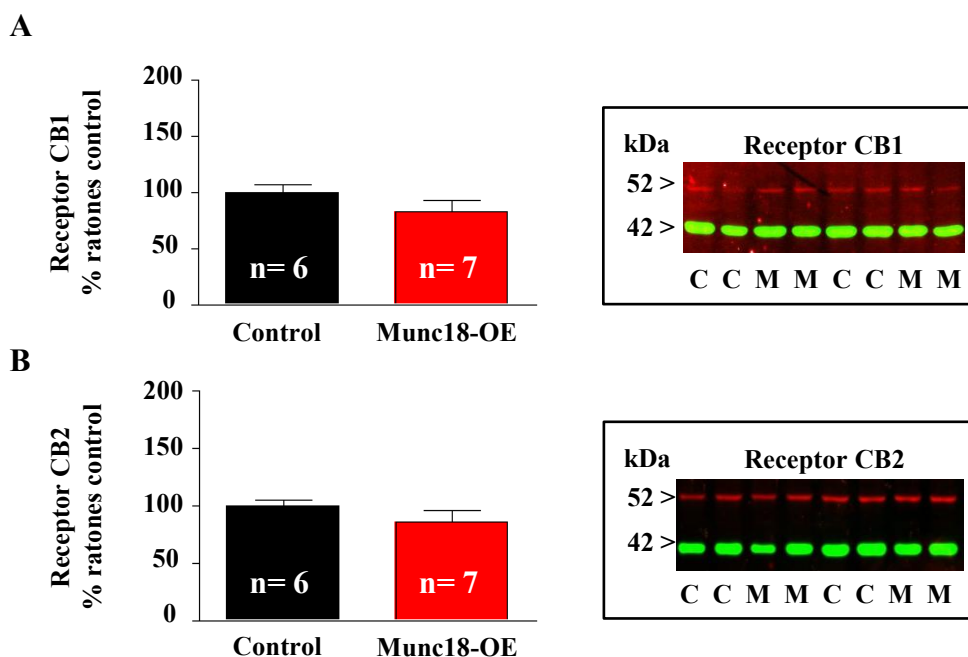 A
Receptor CB1
% ratones control
200
150
100
50
0
n= 6
n= 7
Control
Munc18-OE
kDa
Receptor CB1
52 >
42 >
C C M M C C M M
B
Receptor CB2
% ratones control
200
150
100
50
0
n= 6
n= 7
Control
Munc18-OE
kDa
Receptor CB2
52 >
42 >
C C M M C C M M